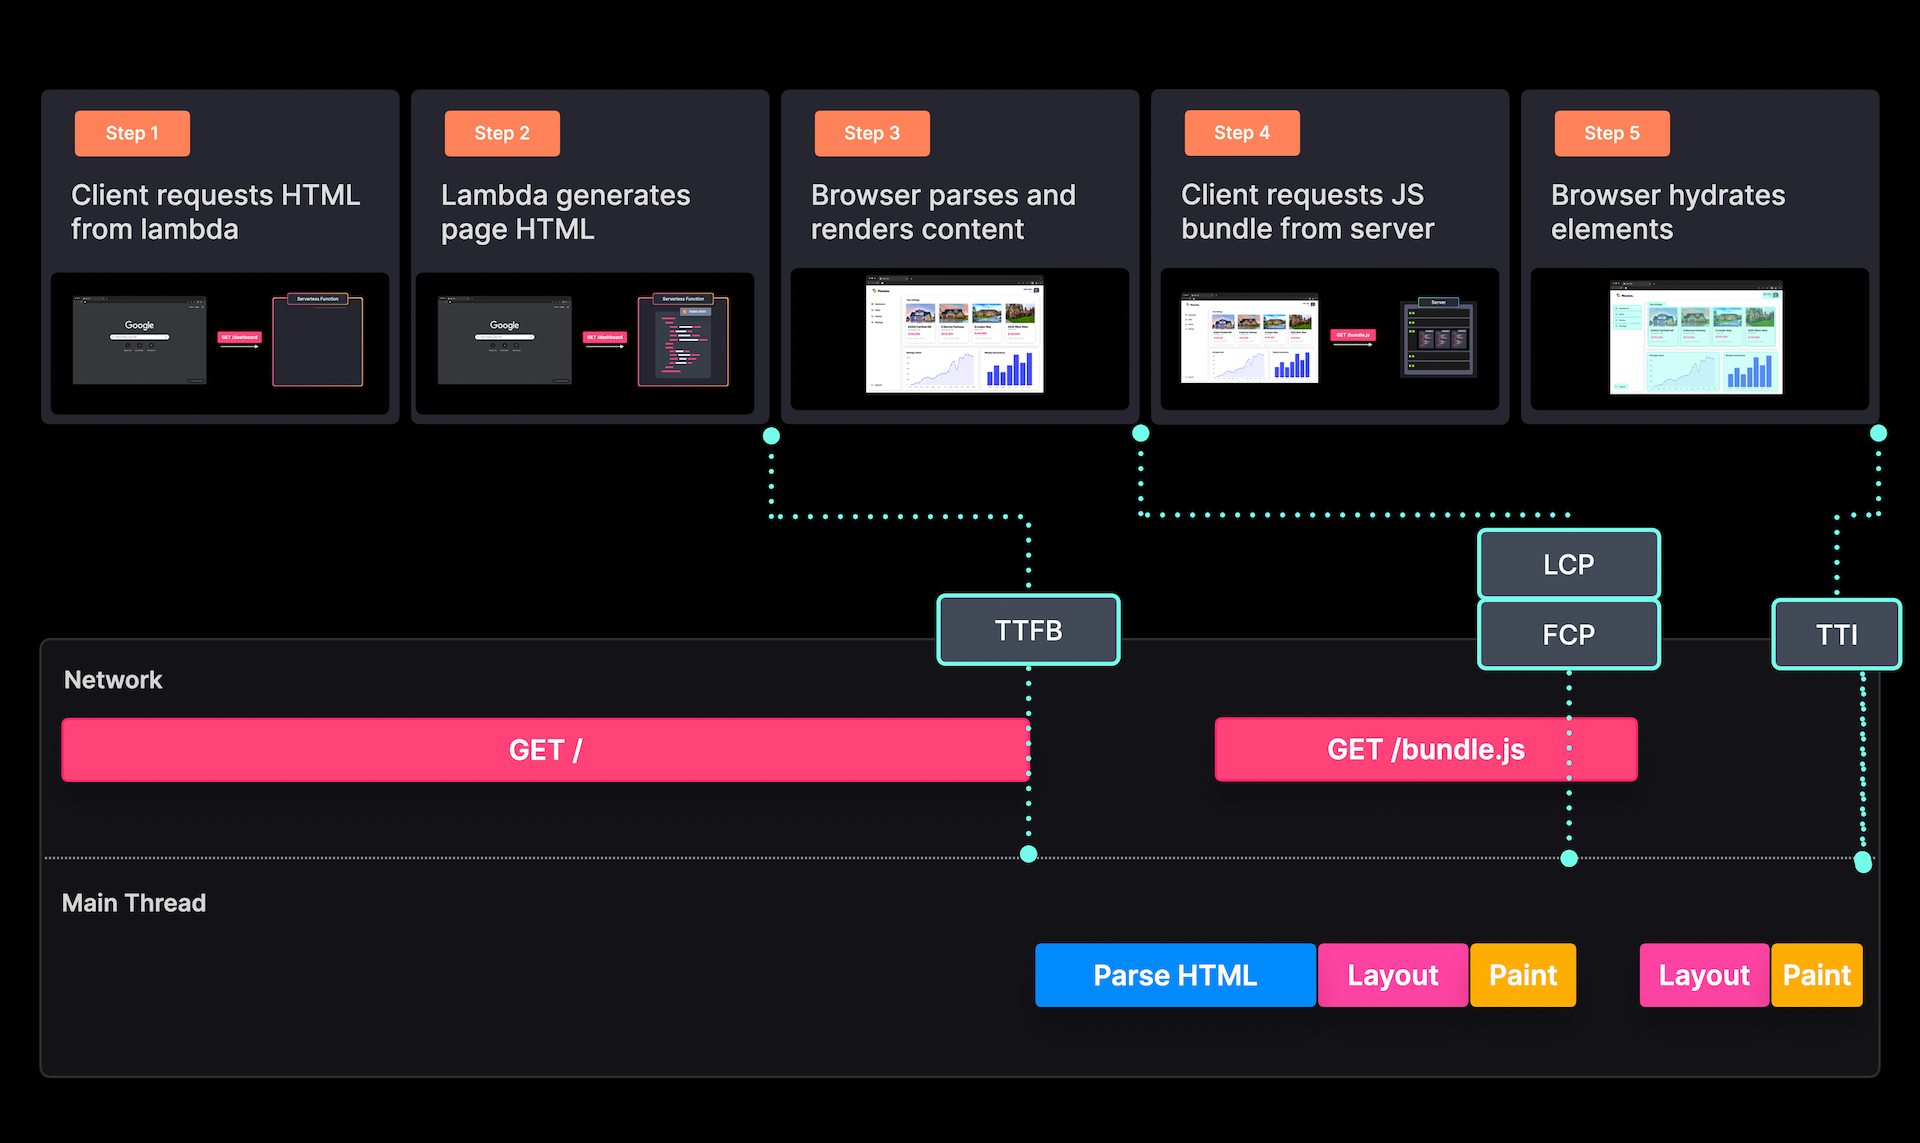 Step 1
Client requests HTML
from lambda
Google
GET /dashboard
Serverless Function
Step 2
Lambda generates
page HTML
Google
GET /dashboard
Serverless Function
index.html
Step 3
Browser parses and
renders content
Step 4
Client requests JS
bundle from server
GET /bundle.js
Server
Step 5
Browser hydrates
elements
TTFB
LCP
FCP
TTI
Network
GET /
GET /bundle.js
Main Thread
Parse HTML
Layout
Paint
Layout
Paint